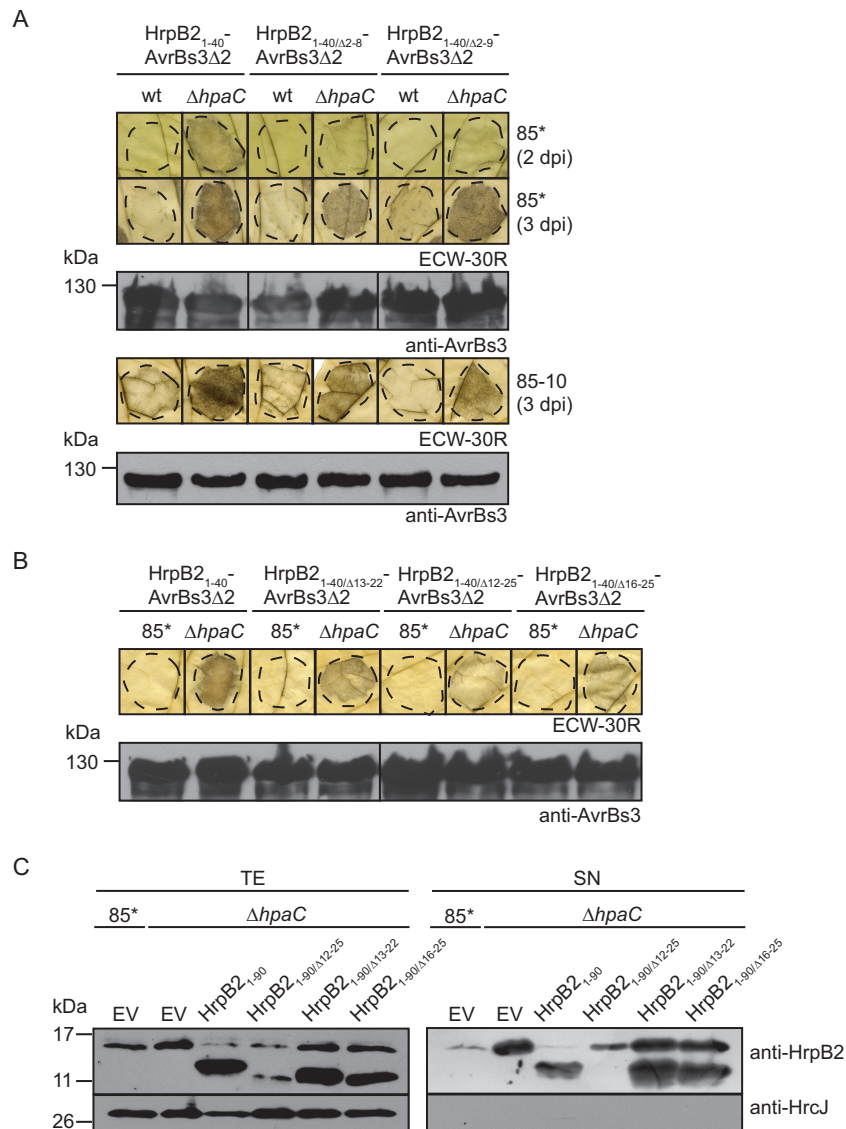 A
HrpB2₁₋₄₀- HrpB2₁₋₄₀/Δ₂₋₈- HrpB2₁₋₄₀/Δ₂₋₉-
AvrBs3Δ2 AvrBs3Δ2 AvrBs3Δ2
wt ΔhpaC wt ΔhpaC wt ΔhpaC
85*
(2 dpi)
85*
(3 dpi)
ECW-30R
kDa
130
anti-AvrBs3
85-10
(3 dpi)
ECW-30R
kDa
130
anti-AvrBs3
B
HrpB2₁₋₄₀- HrpB2₁₋₄₀/Δ₁₃₋₂₂- HrpB2₁₋₄₀/Δ₁₂₋₂₅- HrpB2₁₋₄₀/Δ₁₆₋₂₅-
AvrBs3Δ2 AvrBs3Δ2 AvrBs3Δ2 AvrBs3Δ2
85* ΔhpaC 85* ΔhpaC 85* ΔhpaC 85* ΔhpaC
ECW-30R
kDa
130
anti-AvrBs3
C
TE SN
85* ΔhpaC 85* ΔhpaC
EV EV HrpB2₁₋₉₀ HrpB2₁₋₉₀/Δ₁₂₋₂₅ HrpB2₁₋₉₀/Δ₁₃₋₂₂ HrpB2₁₋₉₀/Δ₁₆₋₂₅ EV EV HrpB2₁₋₉₀ HrpB2₁₋₉₀/Δ₁₂₋₂₅ HrpB2₁₋₉₀/Δ₁₃₋₂₂ HrpB2₁₋₉₀/Δ₁₆₋₂₅
kDa
17
anti-HrpB2
11
anti-HrcJ
26